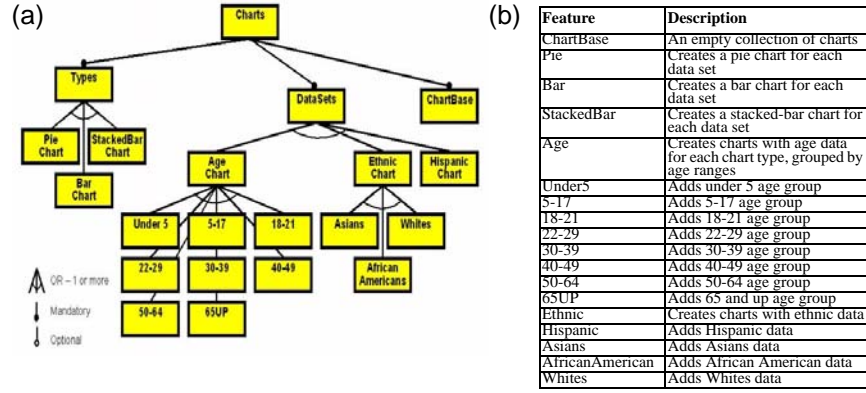 (a)
Charts
Types
DataSets
ChartBase
Pie
Chart
StackedBar
Chart
Bar
Chart
Age
Chart
Ethnic
Chart
Hispanic
Chart
Under 5
5-17
18-21
Asians
Whites
22-29
30-39
40-49
African
Americans
50-64
65UP
OR – 1 or more
Mandatory
Optional
(b)
Feature Description
ChartBase An empty collection of charts
Pie Creates a pie chart for each
data set
Bar Creates a bar chart for each
data set
StackedBar Creates a stacked-bar chart for
each data set
Age Creates charts with age data
for each chart type, grouped by
age ranges
Under5 Adds under 5 age group
5-17 Adds 5-17 age group
18-21 Adds 18-21 age group
22-29 Adds 22-29 age group
30-39 Adds 30-39 age group
40-49 Adds 40-49 age group
50-64 Adds 50-64 age group
65UP Adds 65 and up age group
Ethnic Creates charts with ethnic data
Hispanic Adds Hispanic data
Asians Adds Asians data
AfricanAmerican Adds African American data
Whites Adds Whites data